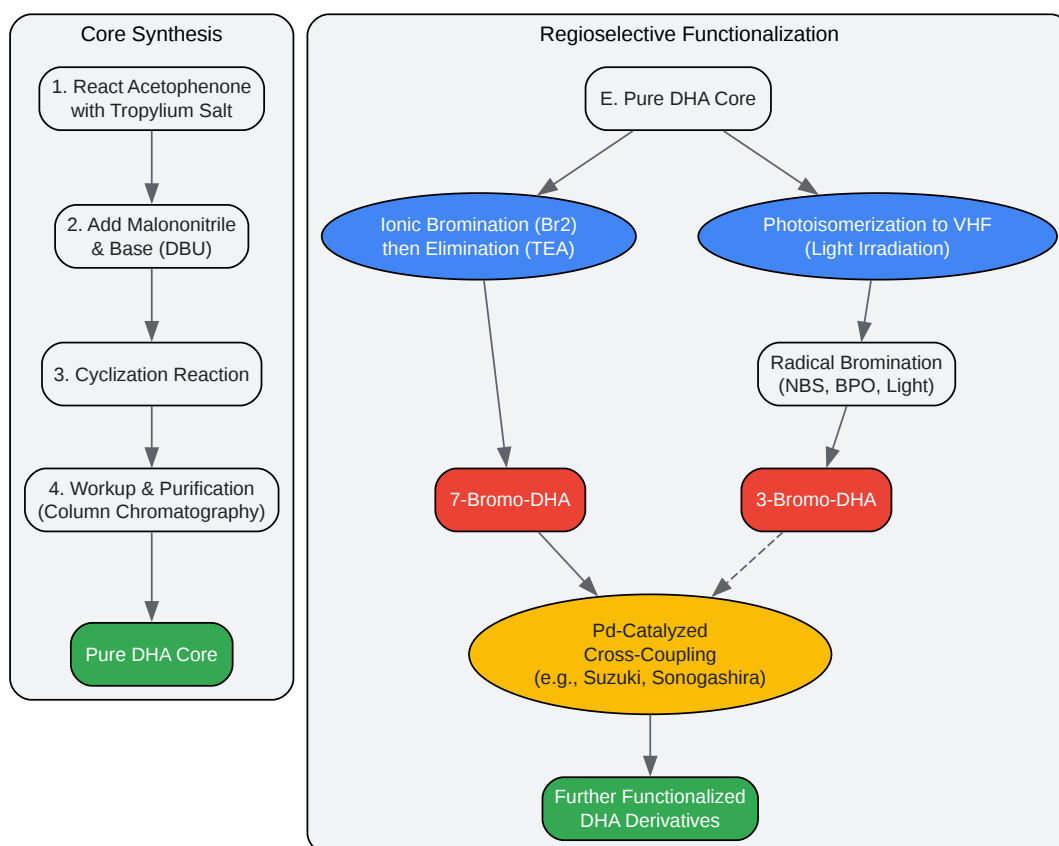 Core Synthesis
1. React Acetophenone
with Tropylium Salt
2. Add Malononitrile
& Base (DBU)
3. Cyclization Reaction
4. Workup & Purification
(Column Chromatography)
Pure DHA Core
Regioselective Functionalization
E. Pure DHA Core
Ionic Bromination (Br2)
then Elimination (TEA)
Photoisomerization to VHF
(Light Irradiation)
Radical Bromination
(NBS, BPO, Light)
7-Bromo-DHA
3-Bromo-DHA
Pd-Catalyzed
Cross-Coupling
(e.g., Suzuki, Sonogashira)
Further Functionalized
DHA Derivatives